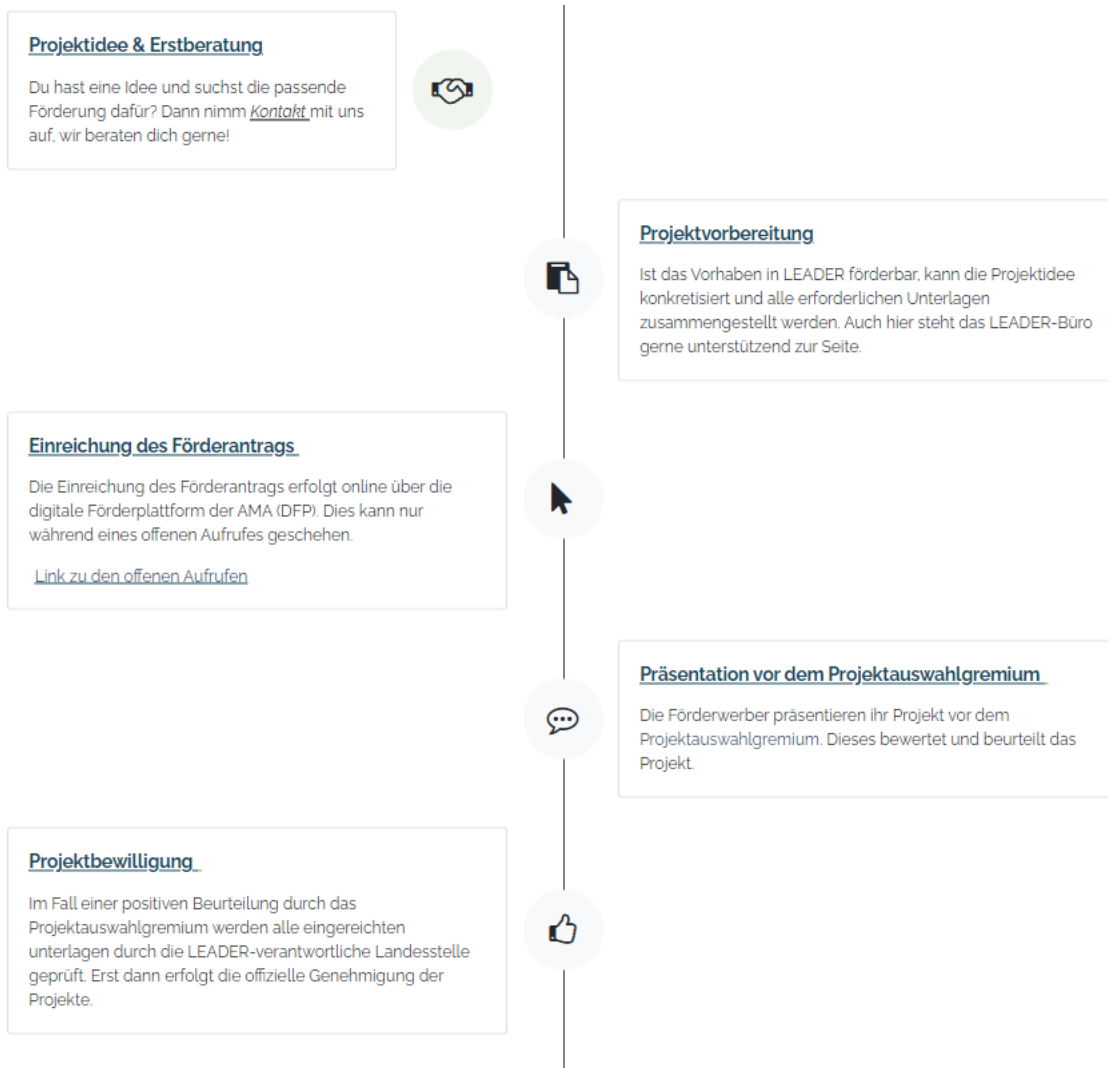 Projektidee & Erstberatung
Du hast eine Idee und suchst die passende
Förderung dafür? Dann nimm Kontakt mit uns
auf, wir beraten dich gerne!
Projektvorbereitung
Ist das Vorhaben in LEADER förderbar, kann die Projektidee
konkretisiert und alle erforderlichen Unterlagen
zusammengestellt werden. Auch hier steht das LEADER-Büro
gerne unterstützend zur Seite.
Einreichung des Förderantrags
Die Einreichung des Förderantrags erfolgt online über die
digitale Förderplattform der AMA (DFP). Dies kann nur
während eines offenen Aufrufes geschehen.
Link zu den offenen Aufrufen
Präsentation vor dem Projektauswahlgremium
Die Förderwerber präsentieren ihr Projekt vor dem
Projektauswahlgremium. Dieses bewertet und beurteilt das
Projekt.
Projektbewilligung
Im Fall einer positiven Beurteilung durch das
Projektauswahlgremium werden alle eingereichten
unterlagen durch die LEADER-verantwortliche Landesstelle
geprüft. Erst dann erfolgt die offizielle Genehmigung der
Projekte.